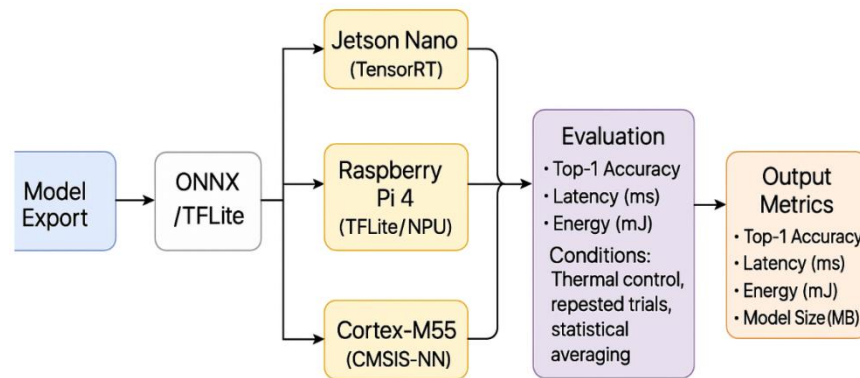 Model
Export
ONNX
/TFLite
Jetson Nano
(TensorRT)
Raspberry
Pi 4
(TFLite/NPU)
Cortex-M55
(CMSIS-NN)
Evaluation
• Top-1 Accuracy
• Latency (ms)
• Energy (mJ)
Conditions:
Thermal control,
repested trials,
statistical
averaging
Output
Metrics
• Top-1 Accuracy
• Latency (ms)
• Energy (mJ)
• Model Size(MB)